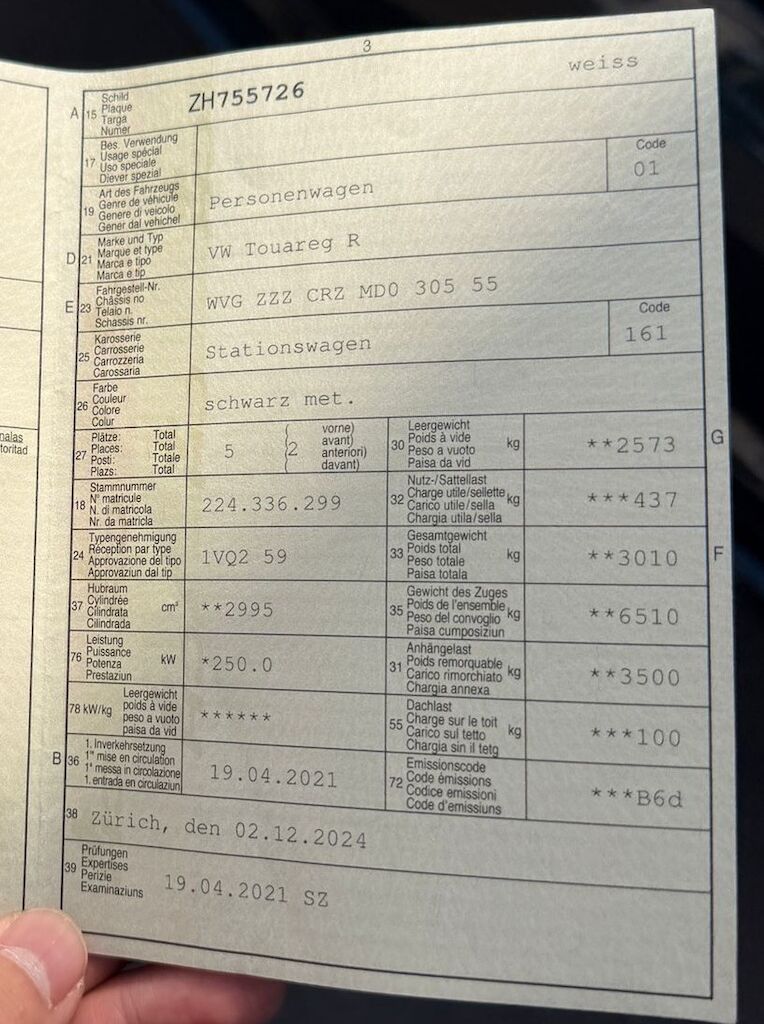 3
A 15 Schild
Plaque
Targa
Numer
ZH755726
weiss
17 Bes. Verwendung
Usage spécial
Uso speciale
Diever spezial
19 Art des Fahrzeugs
Genre de véhicule
Genere di veicolo
Gener dal vehichel
Personenwagen
Code
01
D 21 Marke und Typ
Marque et type
Marca e tipo
Marca e tip
VW Touareg R
E 23 Fahrgestell-Nr.
Châssis no
Telaio n.
Schassis nr.
WVG ZZZ CRZ MD0 305 55
25 Karosserie
Carrosserie
Carrozzeria
Carossaria
Stationswagen
Code
161
26 Farbe
Couleur
Colore
Colur
schwarz met.
nalas
toritad
27 Plätze: Total
Places: Total
Posti: Totale
Plazs: Total
5
(2 vorne)
avant)
anteriori)
davant)
30 Leergewicht
Poids à vide
Peso a vuoto
Paisa da vid
kg
**2573
G
18 Stammnummer
N° matricule
N. di matricola
Nr. da matricla
224.336.299
32 Nutz-/Sattellast
Charge utile/sellette
Carico utile/sella
Chargia utila/sella
kg
***437
24 Typengenehmigung
Réception par type
Approvazione del tipo
Approvaziun dal tip
1VQ2 59
33 Gesamtgewicht
Poids total
Peso totale
Paisa totala
kg
**3010
F
37 Hubraum
Cylindrée
Cilindrata
Cilindrada
cm³
**2995
35 Gewicht des Zuges
Poids de l'ensemble
Peso del convoglio
Paisa cumposiziun
kg
**6510
76 Leistung
Puissance
Potenza
Prestaziun
kW
*250.0
31 Anhängelast
Poids remorquable
Carico rimorchiato
Chargia annexa
kg
**3500
78 kW/kg Leergewicht
poids à vide
peso a vuoto
paisa da vid
******
55 Dachlast
Charge sur le toit
Carico sul tetto
Chargia sin il tetg
kg
***100
B 36 1. Inverkehrsetzung
1re mise en circulation
1a messa in circolazione
1. entrada en circulaziun
19.04.2021
72 Emissionscode
Code émissions
Codice emissioni
Code d'emissiuns
***B6d
38 Zürich, den 02.12.2024
39 Prüfungen
Expertises
Perizie
Examinaziuns
19.04.2021 SZ